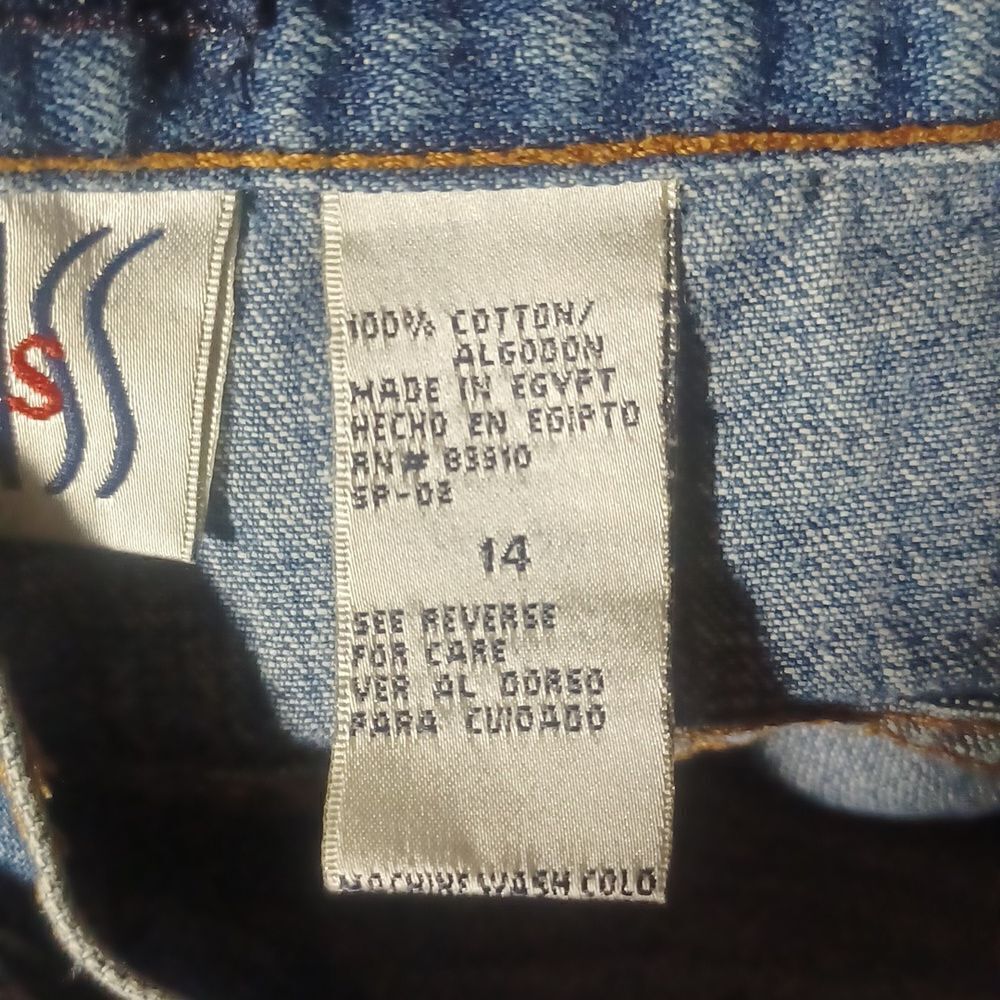 S
100% COTTON/
ALGODON
MADE IN EGYPT
HECHO EN EGIPTO
RN# 83310
SP-02
14
SEE REVERSE
FOR CARE
VER AL DORSO
PARA CUIDADO
MACHINE WASH COLD